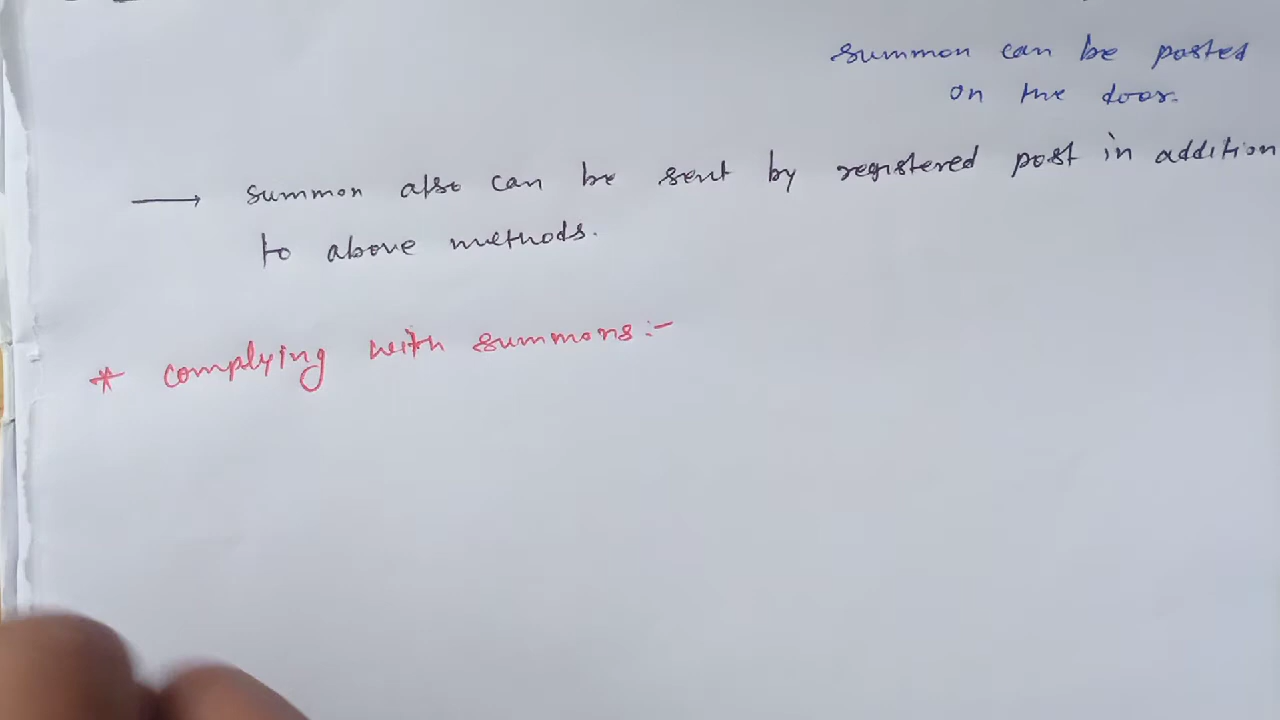 summon can be pasted
on the door.
→ summon also can be sent by registered post in addition
to above methods.
* complying with summons:-